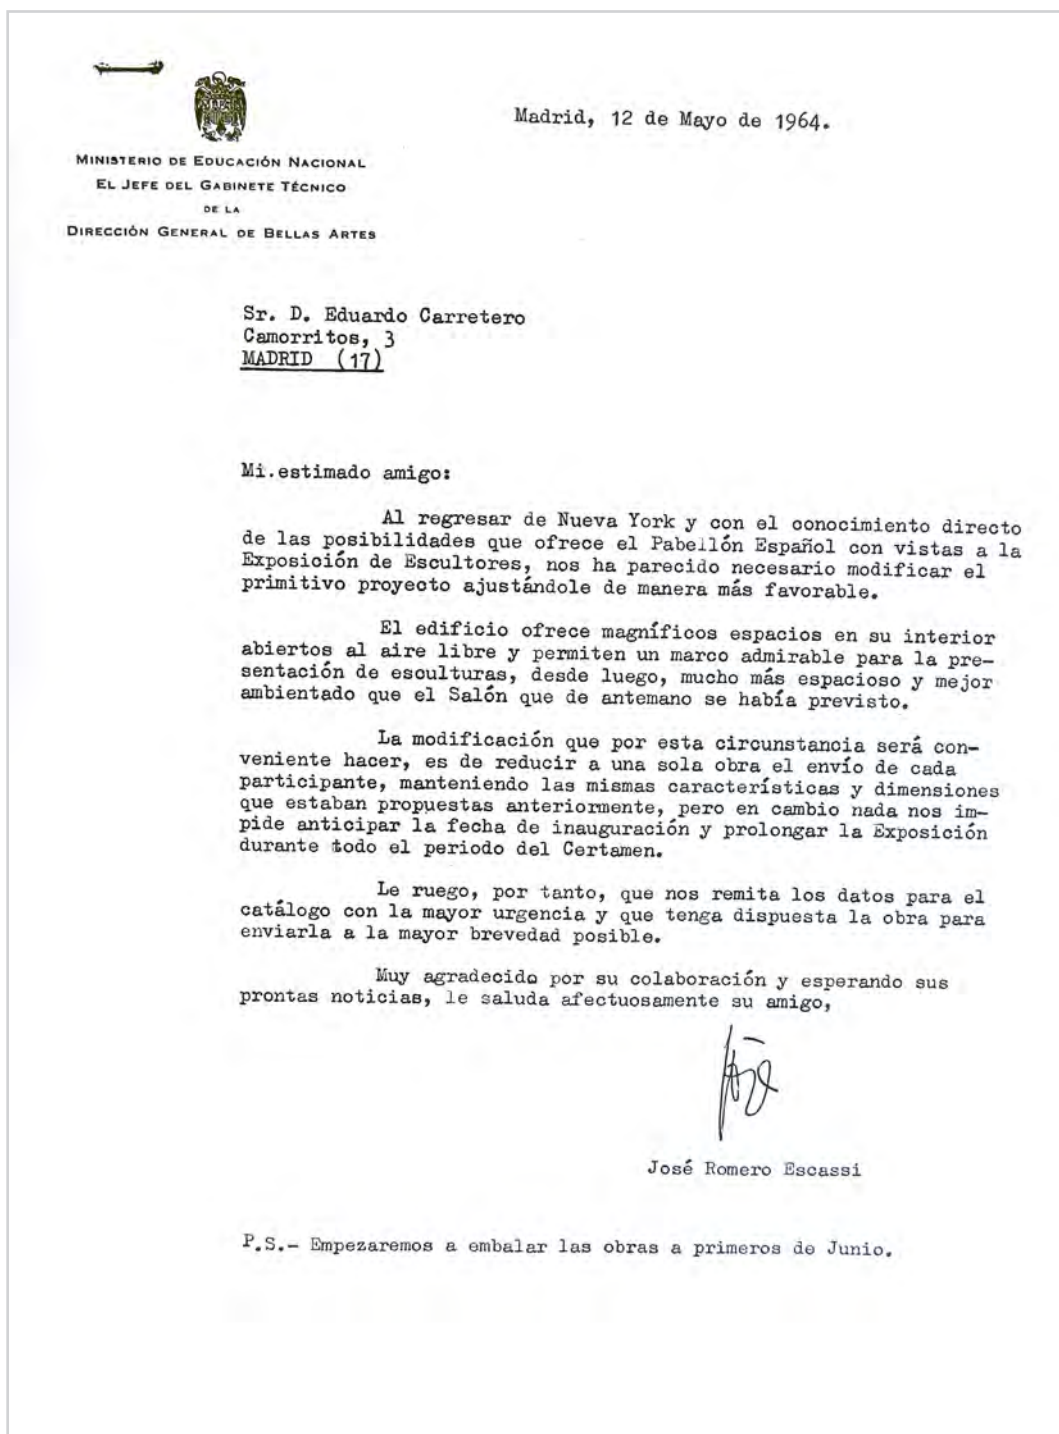 Madrid, 12 de Mayo de 1964.
MINISTERIO DE EDUCACIÓN NACIONAL
EL JEFE DEL GABINETE TÉCNICO
DE LA
DIRECCIÓN GENERAL DE BELLAS ARTES
Sr. D. Eduardo Carretero
Camorritos, 3
MADRID (17)
Mi.estimado amigo:
Al regresar de Nueva York y con el conocimiento directo
de las posibilidades que ofrece el Pabellón Español con vistas a la
Exposición de Escultores, nos ha parecido necesario modificar el
primitivo proyecto ajustándole de manera más favorable.
El edificio ofrece magníficos espacios en su interior
abiertos al aire libre y permiten un marco admirable para la pre-
sentación de esculturas, desde luego, mucho más espacioso y mejor
ambientado que el Salón que de antemano se había previsto.
La modificación que por esta circunstancia será con-
veniente hacer, es de reducir a una sola obra el envío de cada
participante, manteniendo las mismas características y dimensiones
que estaban propuestas anteriormente, pero en cambio nada nos im-
pide anticipar la fecha de inauguración y prolongar la Exposición
durante todo el periodo del Certamen.
Le ruego, por tanto, que nos remita los datos para el
catálogo con la mayor urgencia y que tenga dispuesta la obra para
enviarla a la mayor brevedad posible.
Muy agradecido por su colaboración y esperando sus
prontas noticias, le saluda afectuosamente su amigo,
José Romero Escassi
P.S.- Empezaremos a embalar las obras a primeros de Junio.